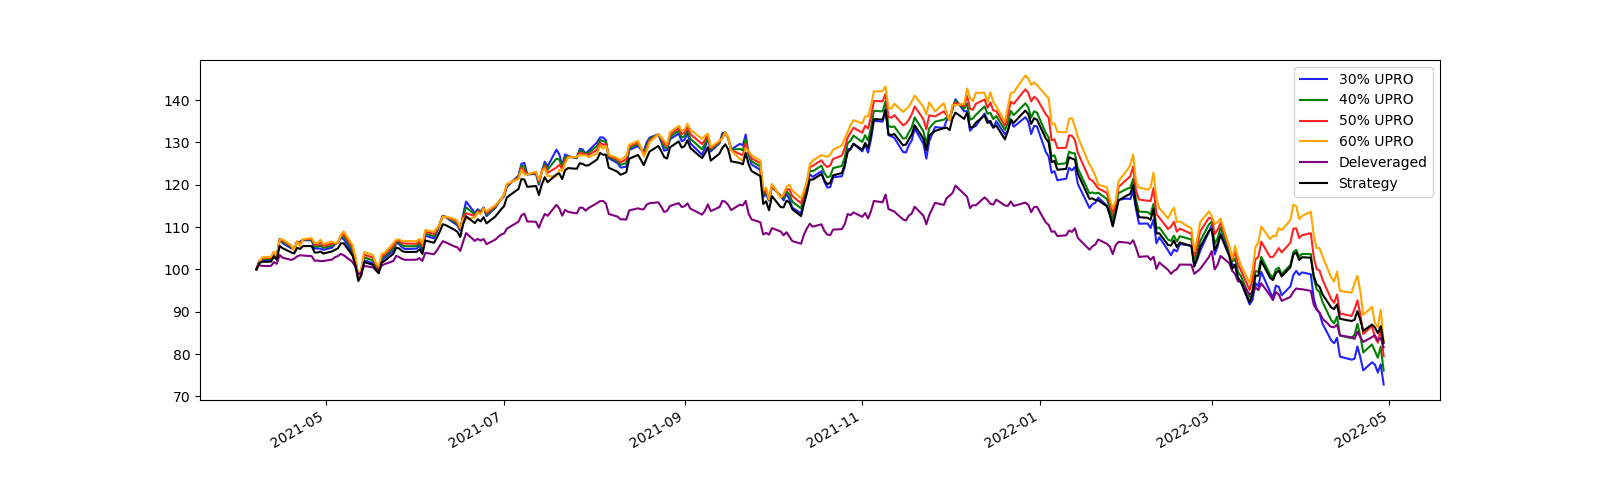 140
130
120
110
100
90
80
70
2021-05
2021-07
2021-09
2021-11
2022-01
2022-03
2022-05
30% UPRO
40% UPRO
50% UPRO
60% UPRO
Deleveraged
Strategy